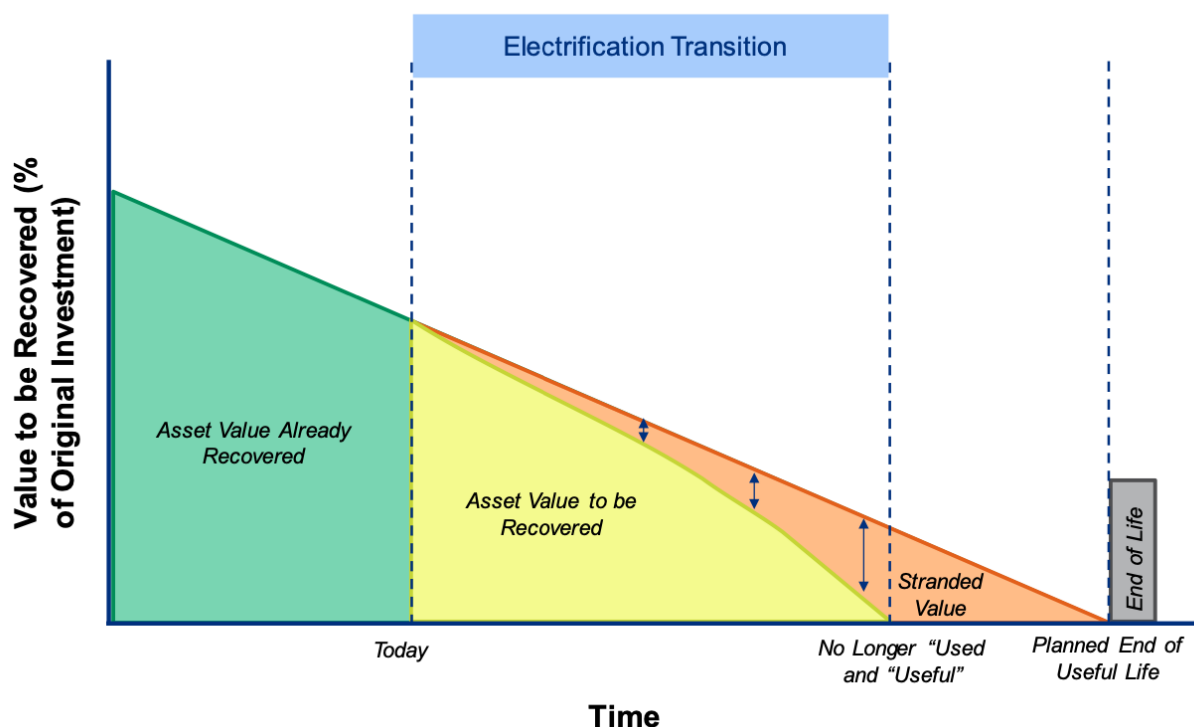 Electrification Transition
Value to be Recovered (%
of Original Investment)
Asset Value Already
Recovered
Asset Value to be
Recovered
Stranded
Value
End of Life
Today
No Longer “Used
and “Useful”
Planned End of
Useful Life
Time